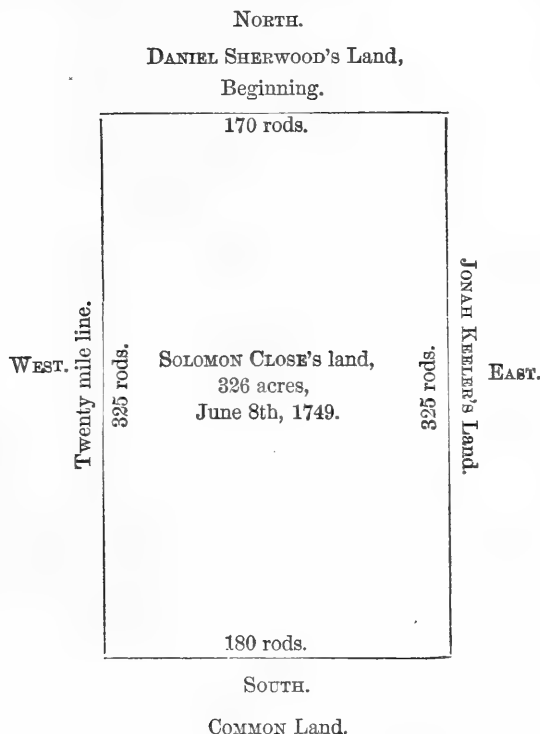 NORTH.
DANIEL SHERWOOD'S Land,
Beginning.
170 rods.
WEST.
Twenty mile line.
325 rods.
SOLOMON CLOSE'S land,
326 acres,
June 8th, 1749.
325 rods.
JONAH KEELER'S Land.
EAST.
180 rods.
SOUTH.
COMMON Land.